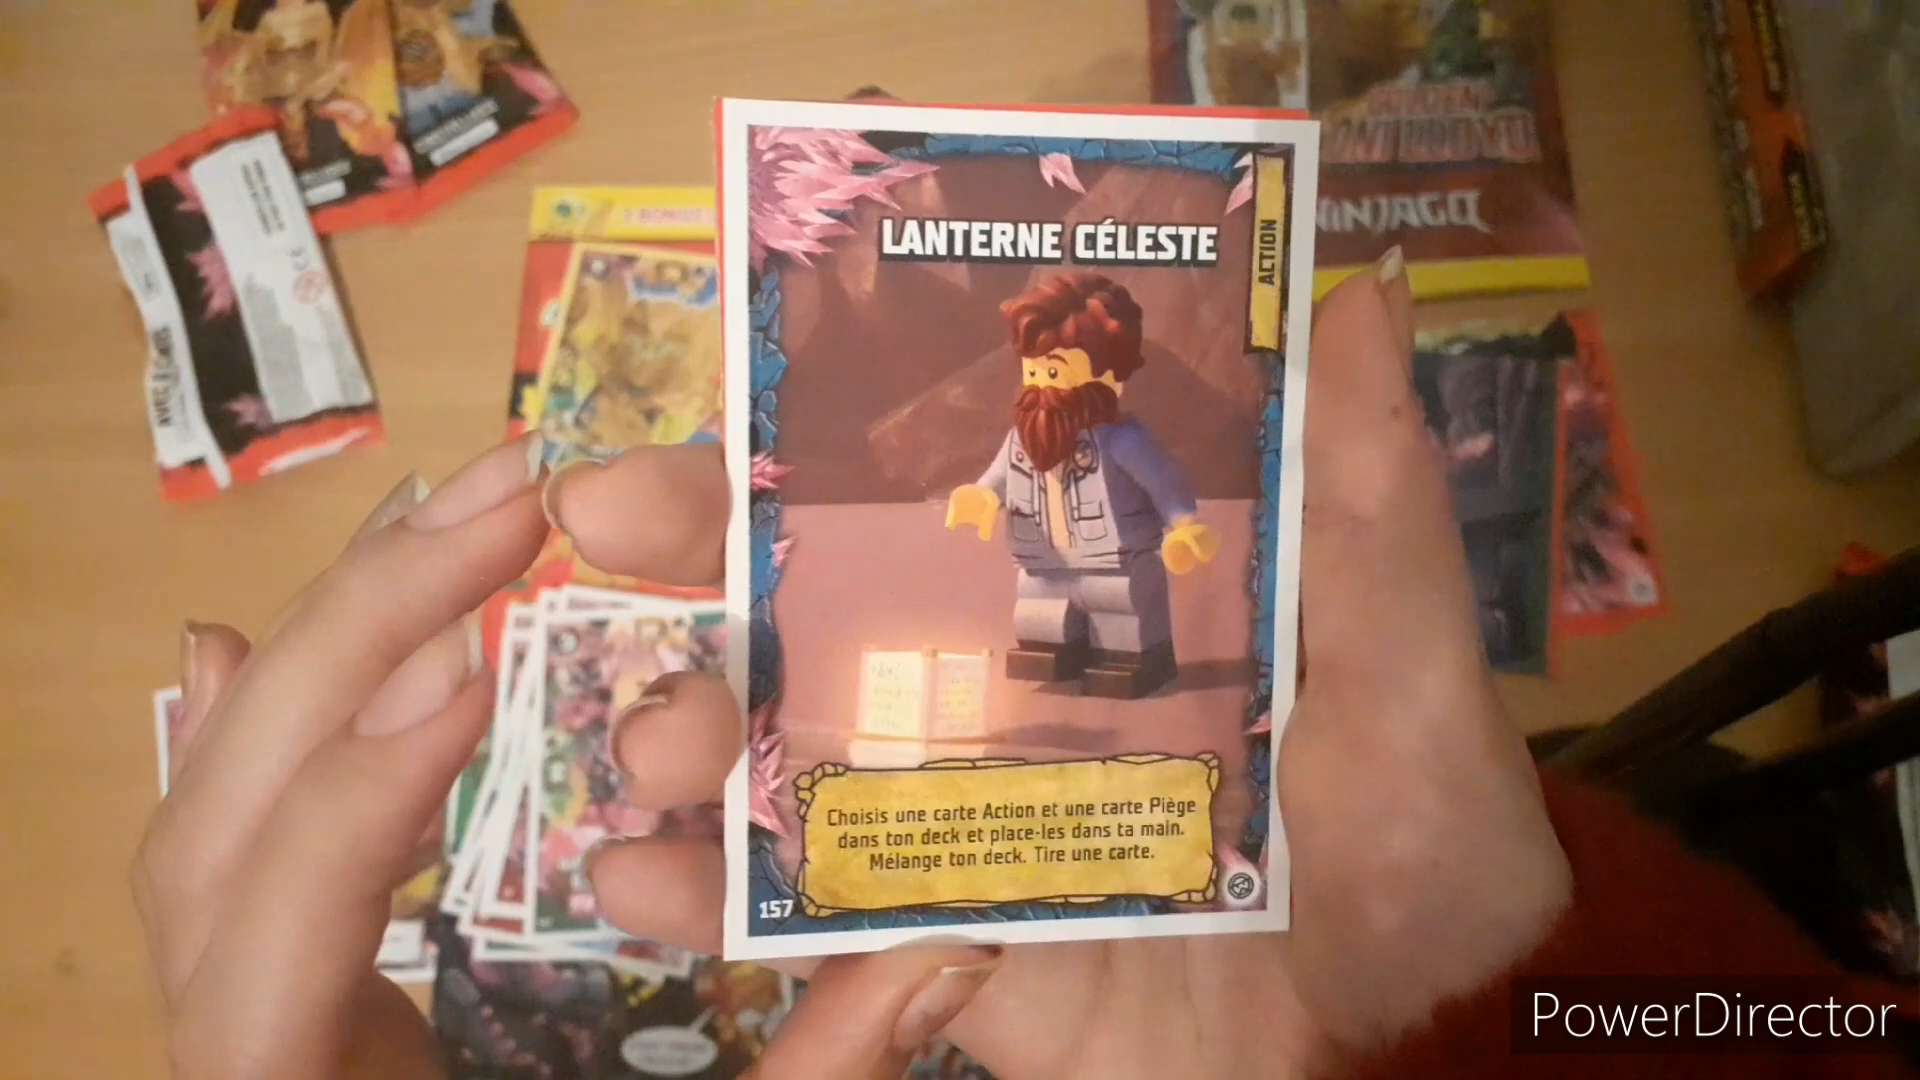 LANTERNE CÉLESTE
ACTION
Choisis une carte Action et une carte Piège
dans ton deck et place-les dans ta main.
Mélange ton deck. Tire une carte.
157
GOLDEN
NINJAGO
PowerDirector